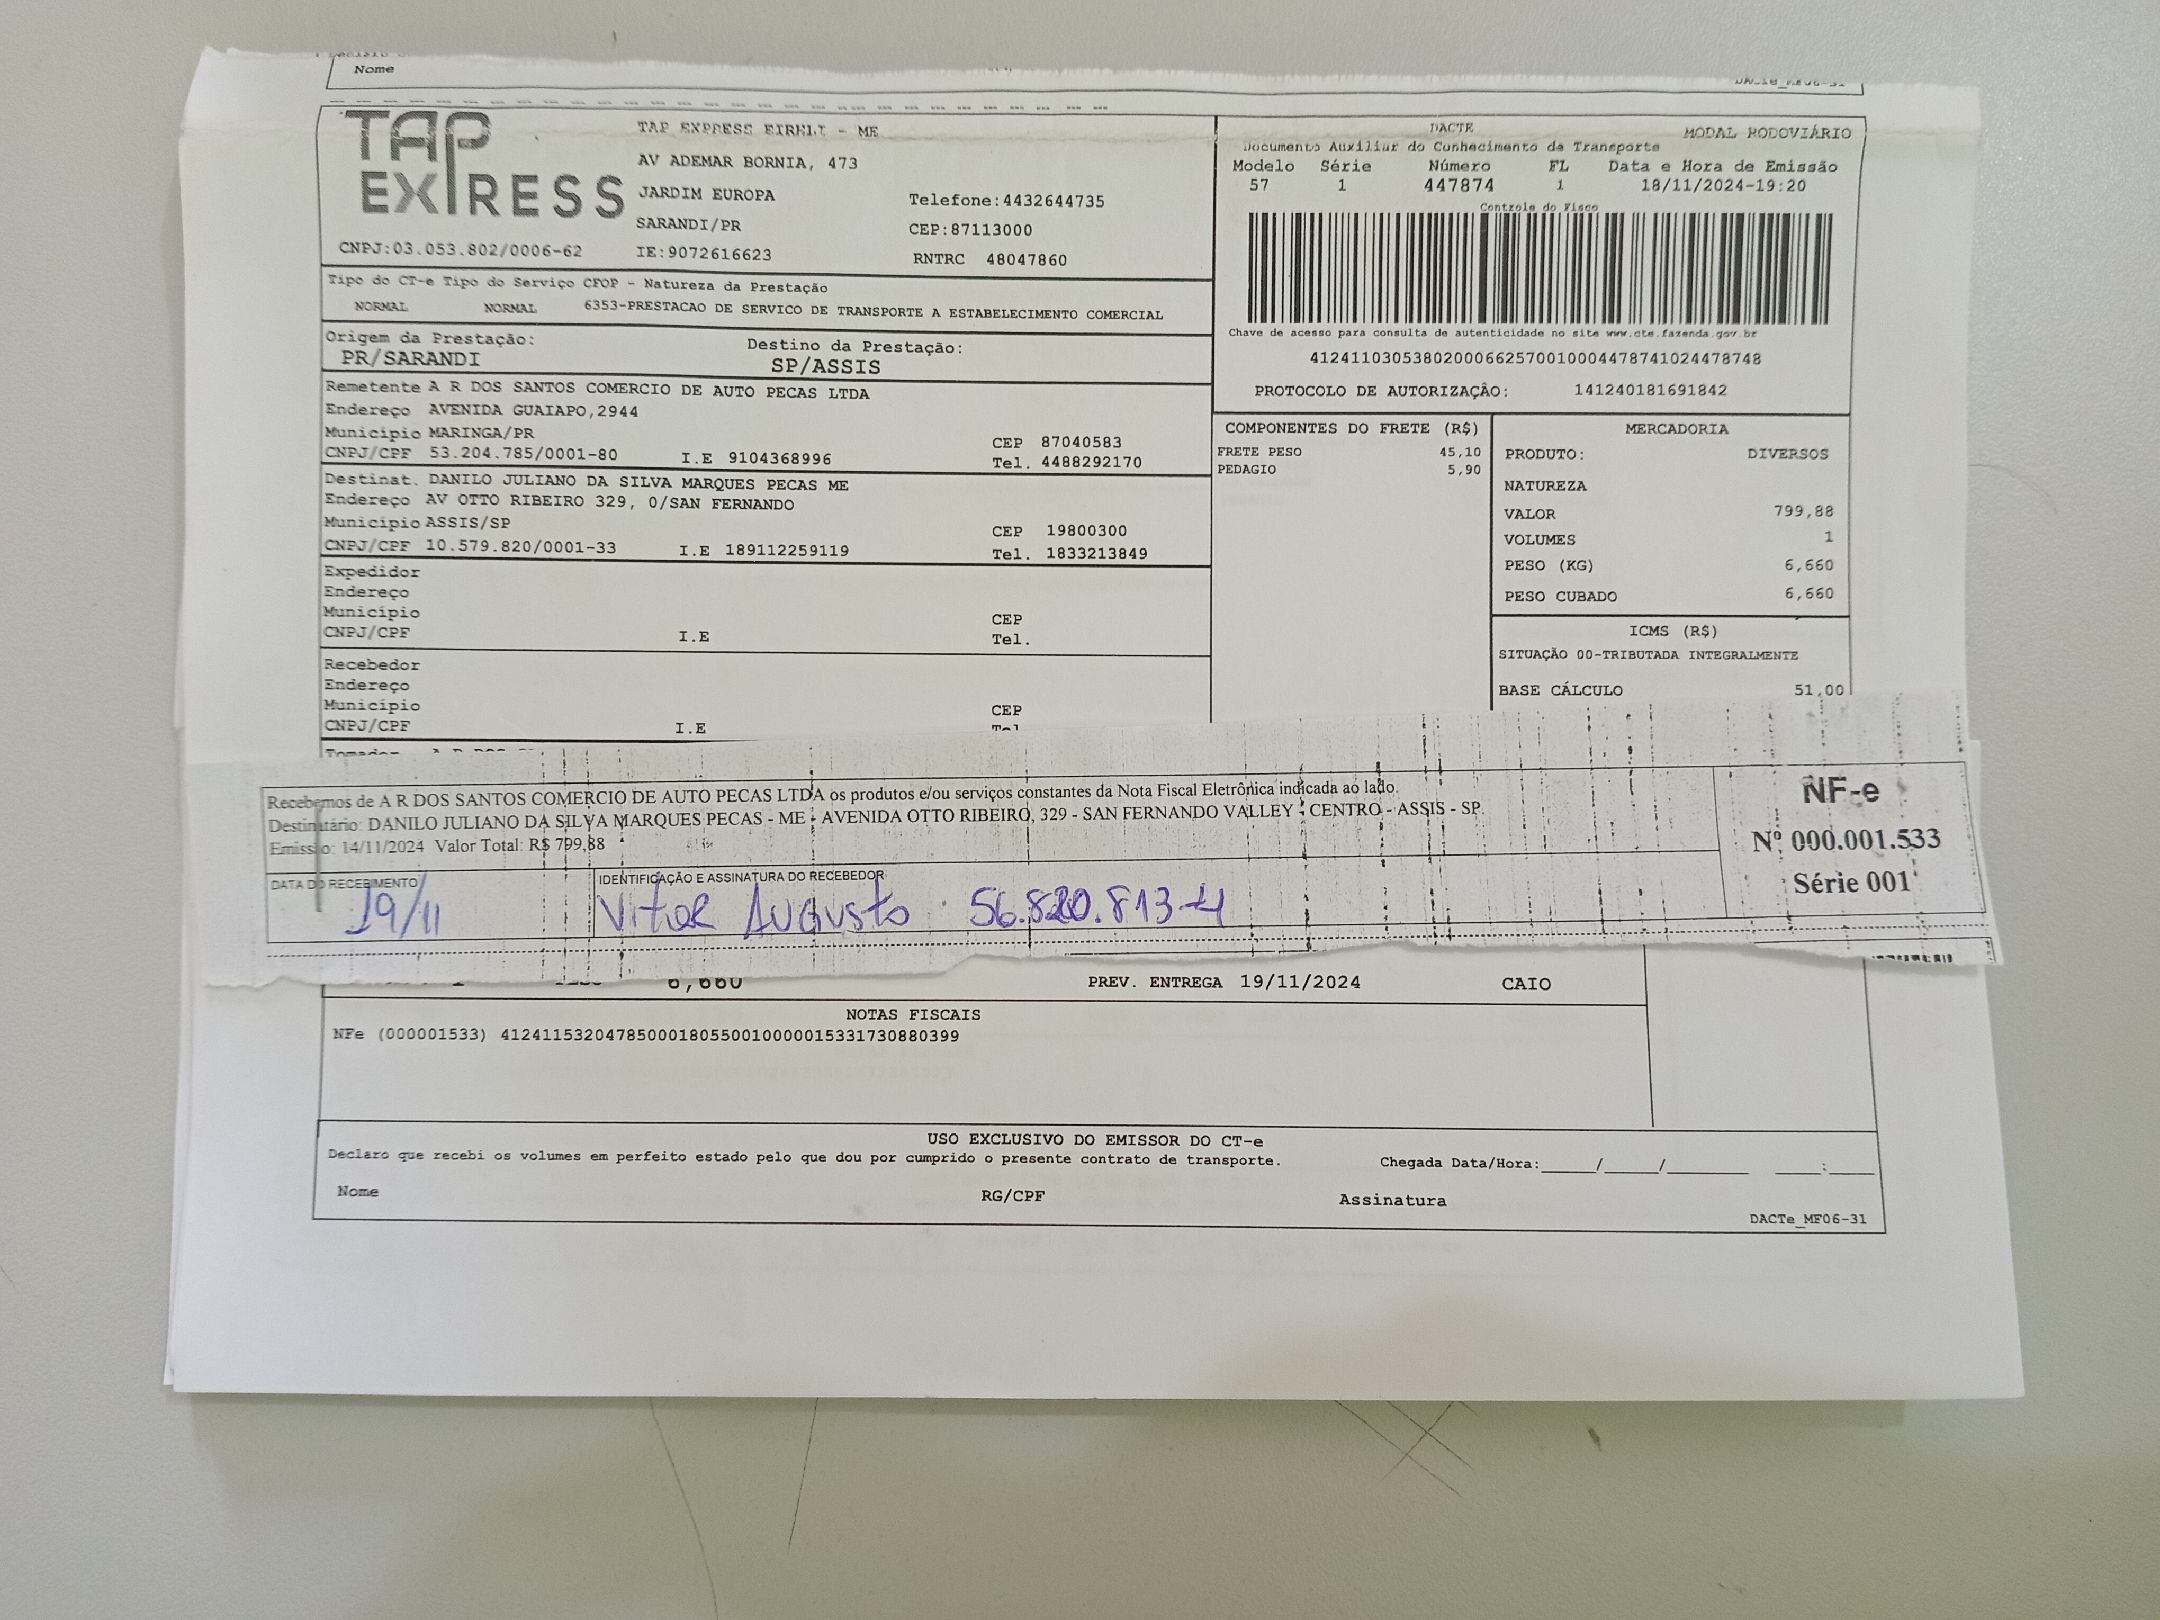 Nome
TAP EXPRESS
TAP EXPRESS EIRELI - ME
AV ADEMAR BORNIA, 473
JARDIM EUROPA
Telefone:4432644735
SARANDI/PR
CEP:87113000
CNPJ:03.053.802/0006-62
IE:9072616623
RNTRC 48047860
DACTE
MODAL RODOVIÁRIO
Documento Auxiliar do Conhecimento de Transporte
Modelo Série Número FL Data e Hora de Emissão
57 1 447874 1 18/11/2024-19:20
Controle do Fisco
Chave de acesso para consulta de autenticidade no site www.cte.fazenda.gov.br
41241103053802000662570010004478741024478748
PROTOCOLO DE AUTORIZAÇÃO: 141240181691842
Tipo do CT-e Tipo do Serviço CFOP - Natureza da Prestação
NORMAL NORMAL 6353-PRESTACAO DE SERVICO DE TRANSPORTE A ESTABELECIMENTO COMERCIAL
Origem da Prestação: Destino da Prestação:
PR/SARANDI SP/ASSIS
Remetente A R DOS SANTOS COMERCIO DE AUTO PECAS LTDA
Endereço AVENIDA GUAIAPO,2944
Município MARINGA/PR CEP 87040583
CNPJ/CPF 53.204.785/0001-80 I.E 9104368996 Tel. 4488292170
Destinat. DANILO JULIANO DA SILVA MARQUES PECAS ME
Endereço AV OTTO RIBEIRO 329, 0/SAN FERNANDO
Município ASSIS/SP CEP 19800300
CNPJ/CPF 10.579.820/0001-33 I.E 189112259119 Tel. 1833213849
Expedidor
Endereço
Município CEP
CNPJ/CPF I.E Tel.
Recebedor
Endereço
Município CEP
CNPJ/CPF I.E Tel
COMPONENTES DO FRETE (R$)
FRETE PESO 45,10
PEDAGIO 5,90
MERCADORIA
PRODUTO: DIVERSOS
NATUREZA
VALOR 799,88
VOLUMES 1
PESO (KG) 6,660
PESO CUBADO 6,660
ICMS (R$)
SITUAÇÃO 00-TRIBUTADA INTEGRALMENTE
BASE CÁLCULO 51,00
Recebemos de A R DOS SANTOS COMERCIO DE AUTO PECAS LTDA os produtos e/ou serviços constantes da Nota Fiscal Eletrônica indicada ao lado.
Destinatário: DANILO JULIANO DA SILVA MARQUES PECAS - ME - AVENIDA OTTO RIBEIRO, 329 - SAN FERNANDO VALLEY - CENTRO - ASSIS - SP.
Emissão: 14/11/2024 Valor Total: R$ 799,88
DATA DO RECEBIMENTO IDENTIFICAÇÃO E ASSINATURA DO RECEBEDOR
19/11 Vitor Augusto 56.820.813-4
NF-e
Nº 000.001.533
Série 001
6,660 PREV. ENTREGA 19/11/2024 CAIO
NOTAS FISCAIS
NFe (000001533) 41241153204785000180550010000015331730880399
USO EXCLUSIVO DO EMISSOR DO CT-e
Declaro que recebi os volumes em perfeito estado pelo que dou por cumprido o presente contrato de transporte. Chegada Data/Hora:_____/_____/________ ____:____
Nome RG/CPF Assinatura
DACTe_MF06-31